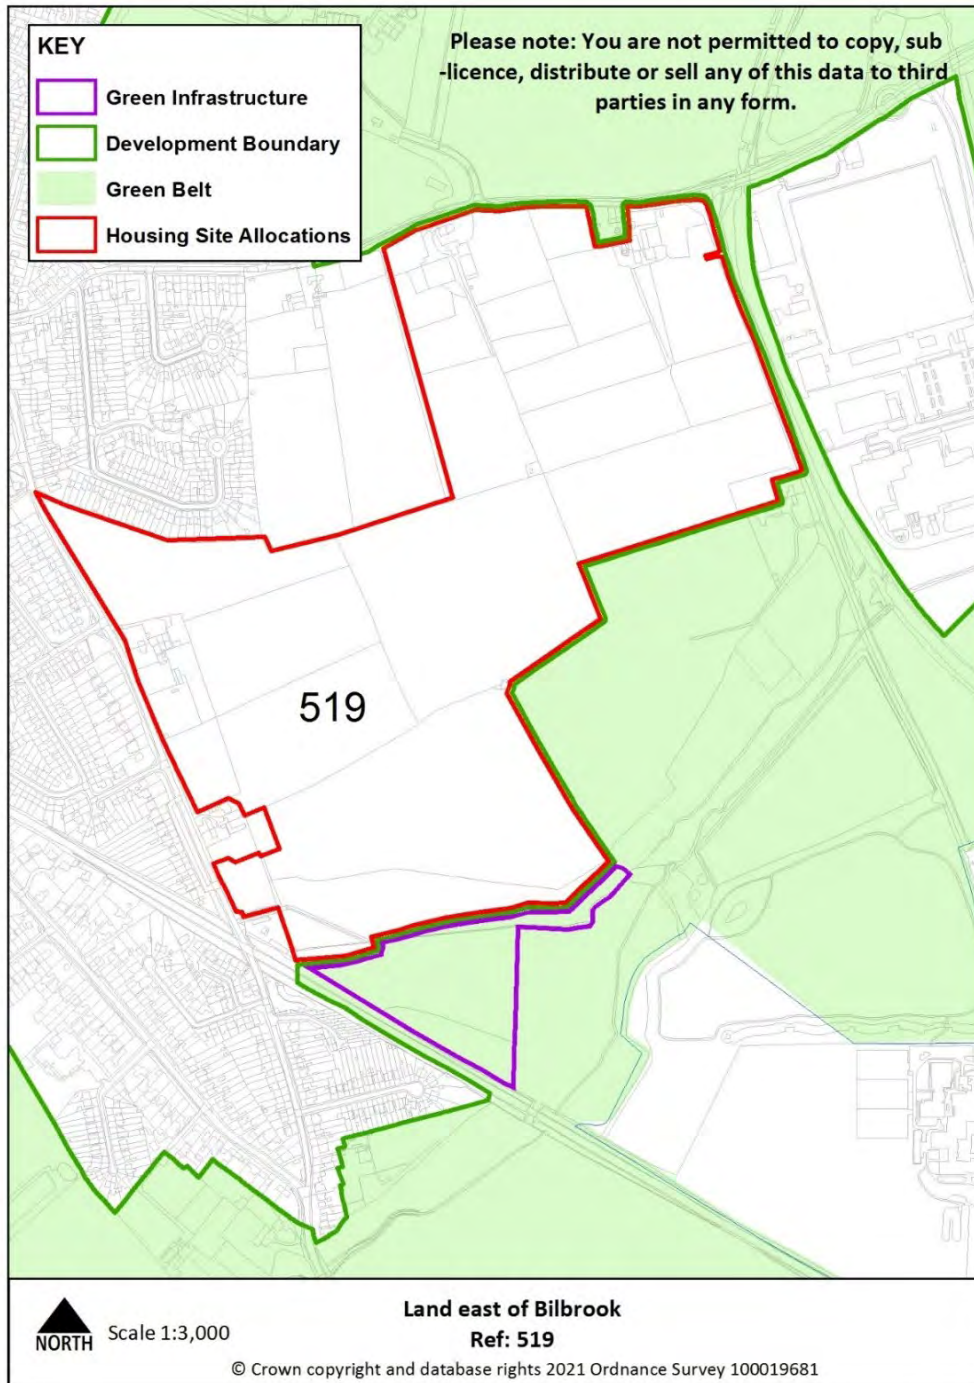 KEY
Green Infrastructure
Development Boundary
Green Belt
Housing Site Allocations
Please note: You are not permitted to copy, sub
-licence, distribute or sell any of this data to third
parties in any form.
519
NORTH
Scale 1:3,000
Land east of Bilbrook
Ref: 519
© Crown copyright and database rights 2021 Ordnance Survey 100019681